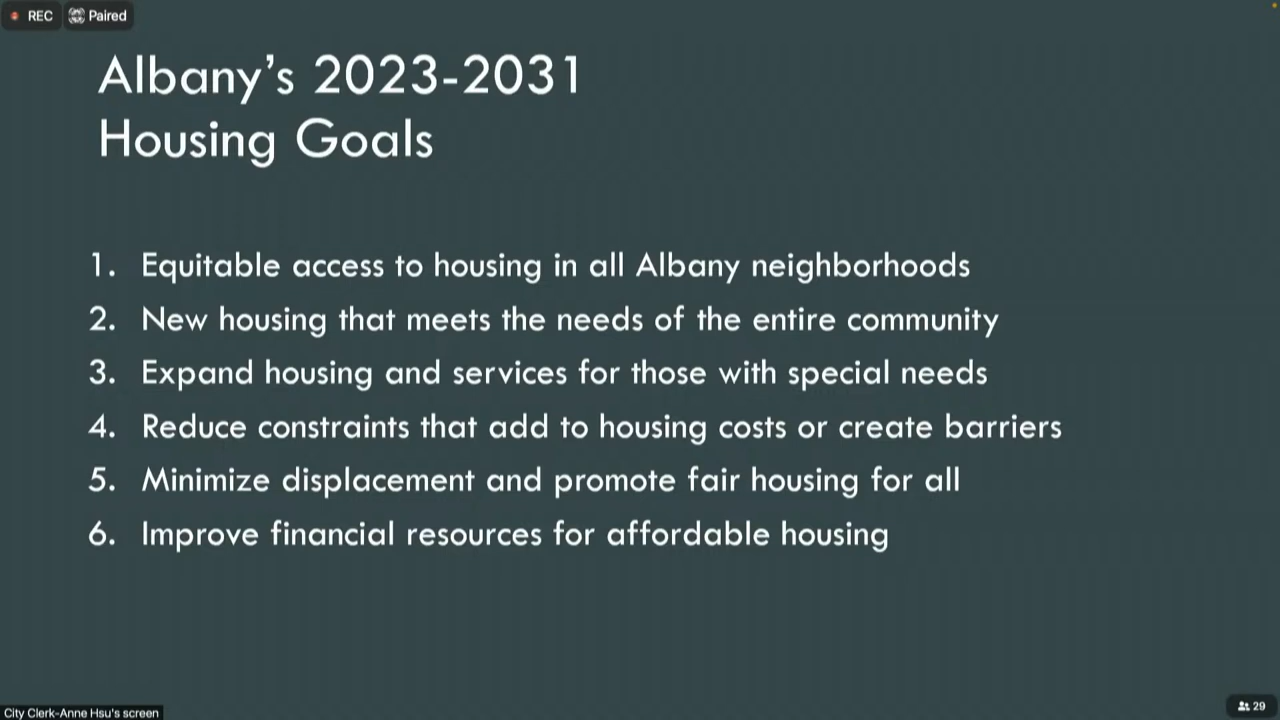 REC Paired
Albany's 2023-2031
Housing Goals
1. Equitable access to housing in all Albany neighborhoods
2. New housing that meets the needs of the entire community
3. Expand housing and services for those with special needs
4. Reduce constraints that add to housing costs or create barriers
5. Minimize displacement and promote fair housing for all
6. Improve financial resources for affordable housing
City Clerk-Anne Hsu's screen
29